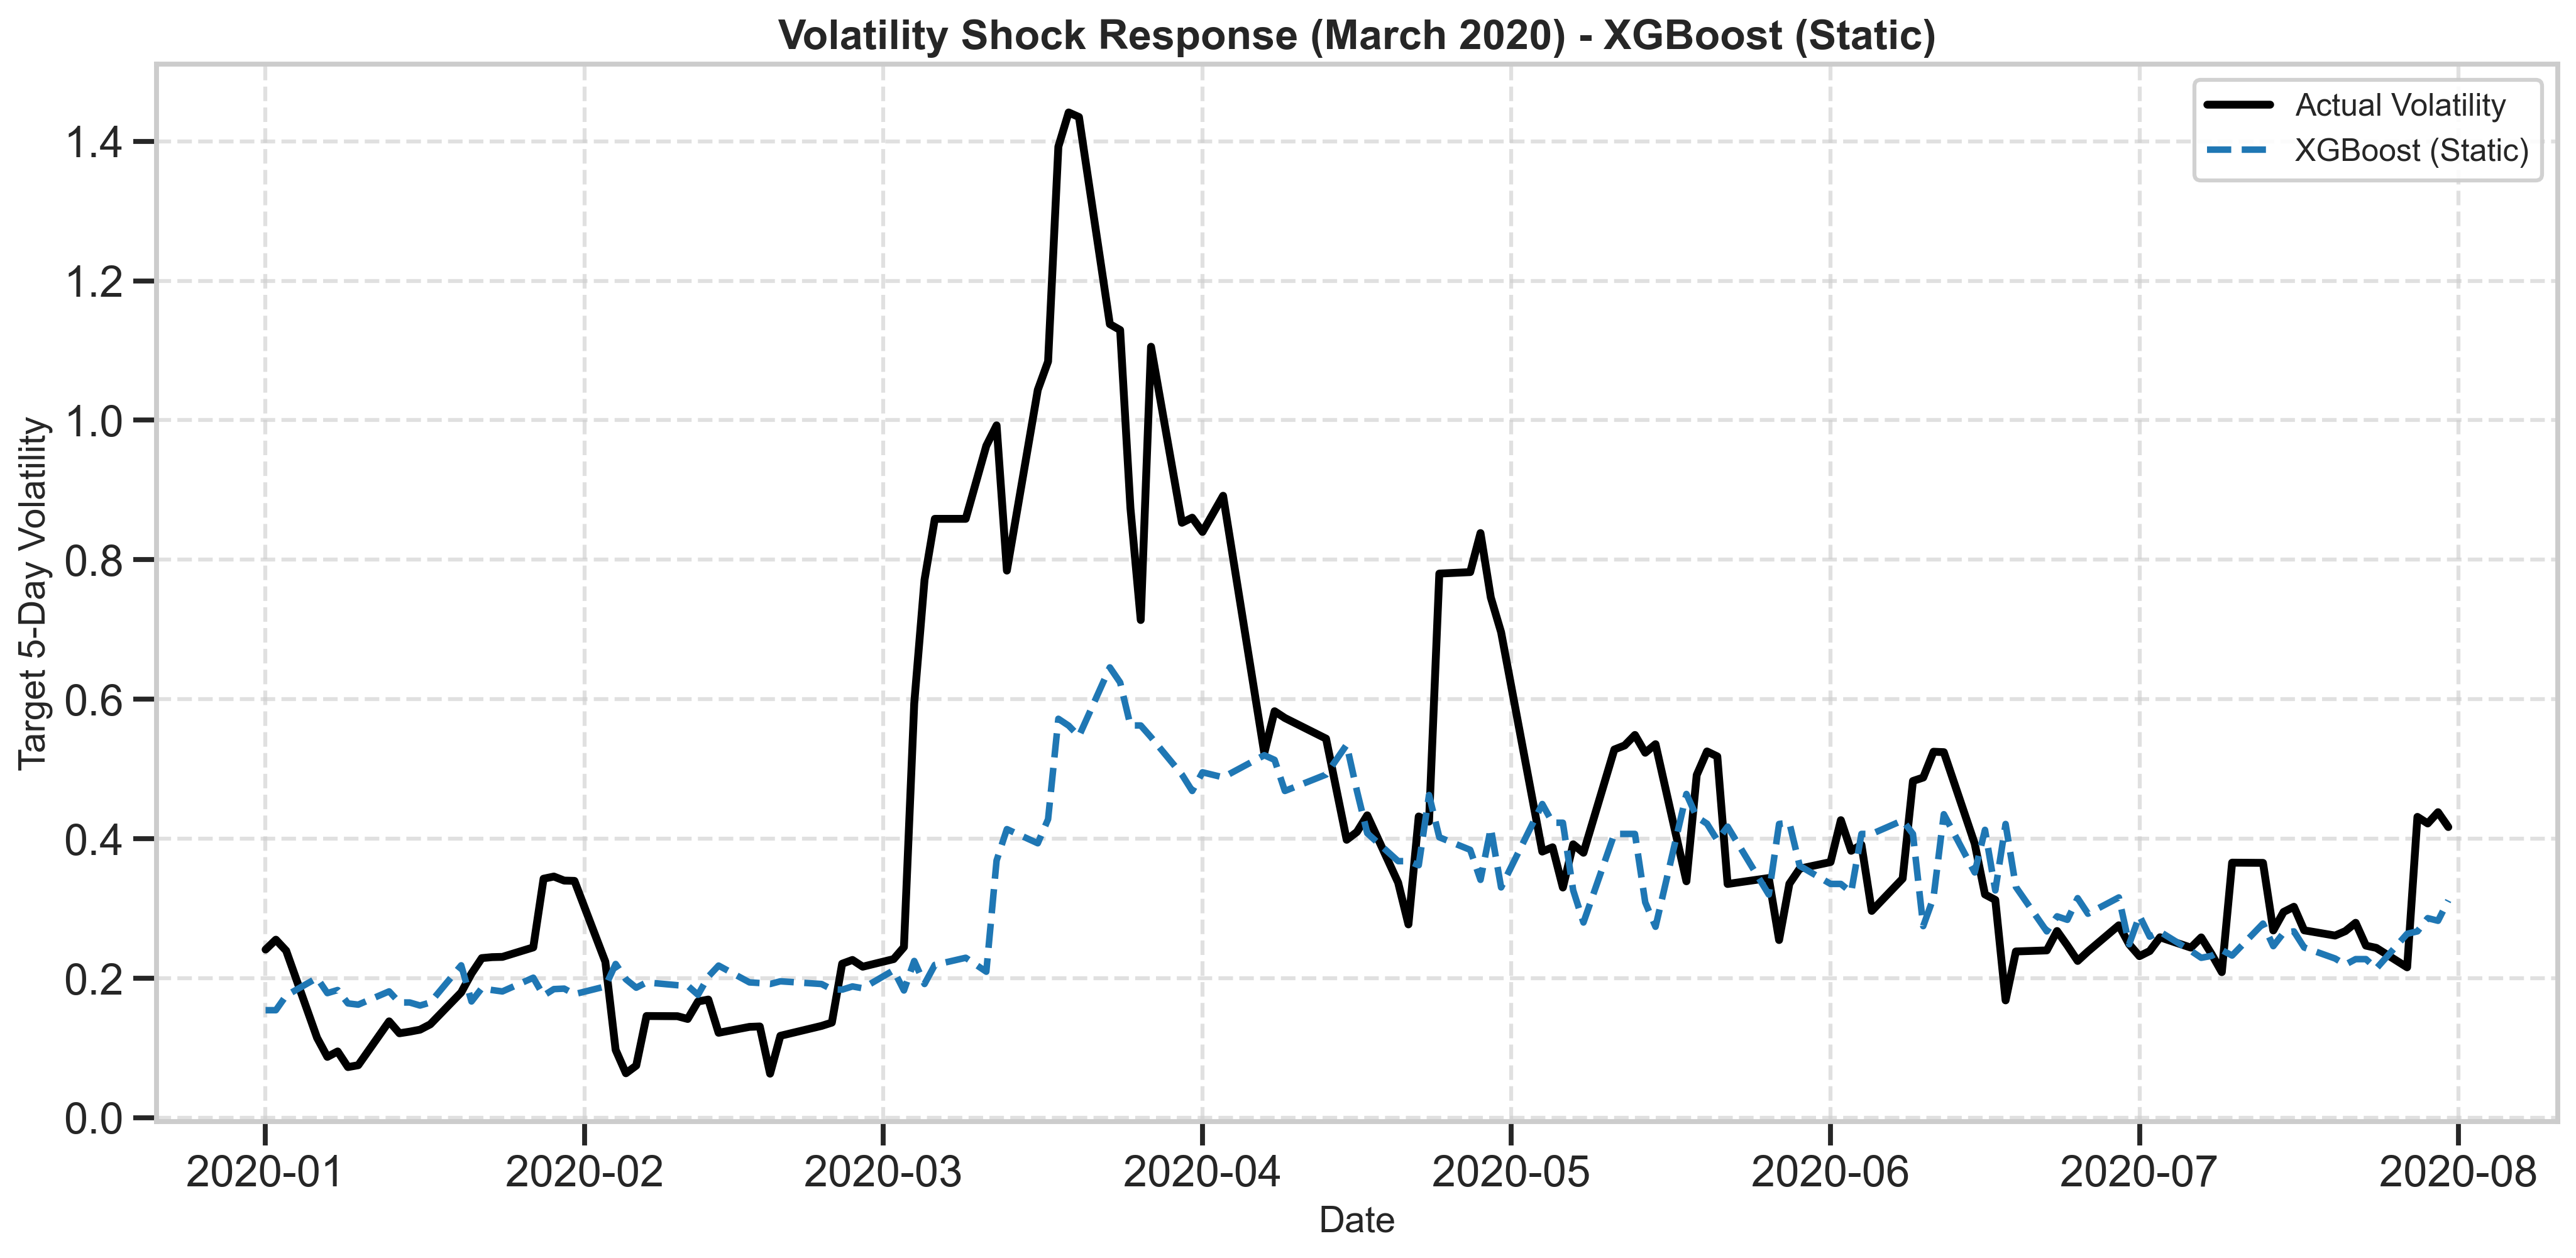 Volatility Shock Response (March 2020) - XGBoost (Static)
Actual Volatility
XGBoost (Static)
Target 5-Day Volatility
1.4
1.2
1.0
0.8
0.6
0.4
0.2
0.0
2020-01 2020-02 2020-03 2020-04 2020-05 2020-06 2020-07 2020-08
Date